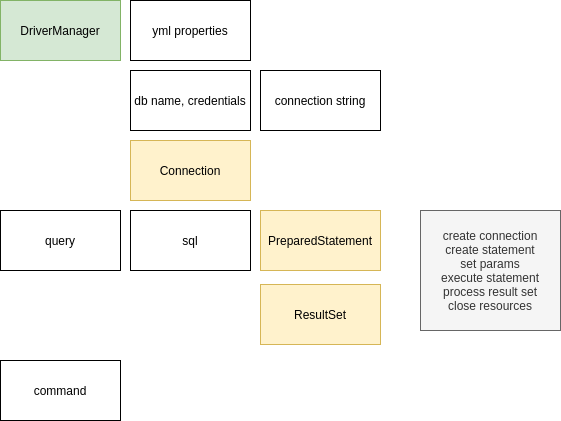 DriverManager
yml properties
db name, credentials
connection string
Connection
query
sql
PreparedStatement
create connection
create statement
set params
execute statement
process result set
close resources
ResultSet
command